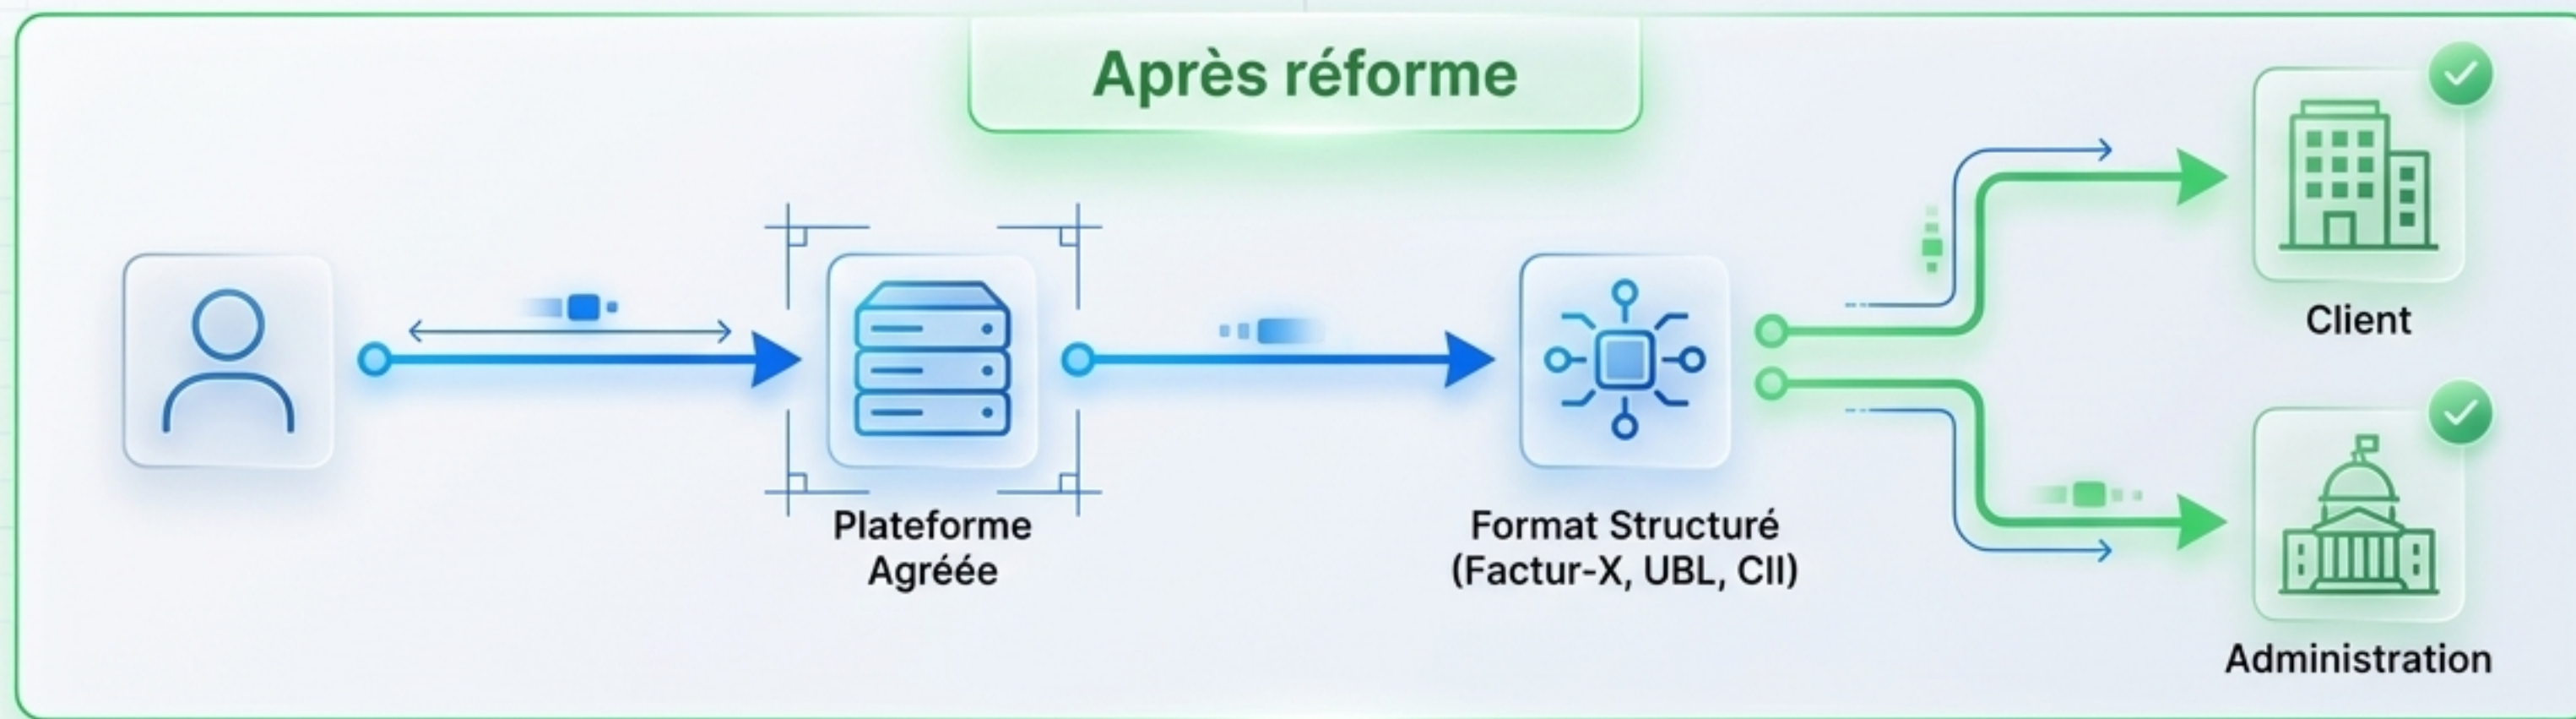 Après réforme
Client
Plateforme
Agréée
Format Structuré
(Factur-X, UBL, CII)
Administration